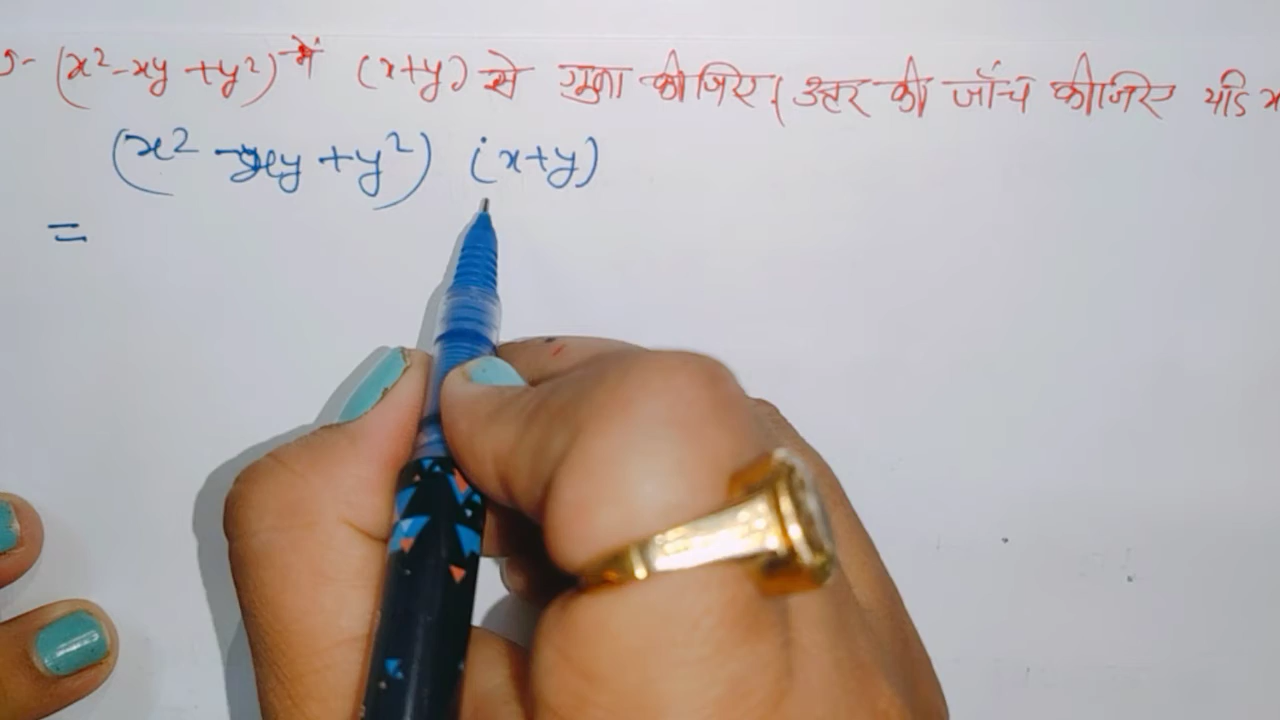 (x²-xy+y²) में (x+y) से गुणा कीजिए। उत्तर की जाँच कीजिए यदि
(x² -xy+y²) (x+y)
=